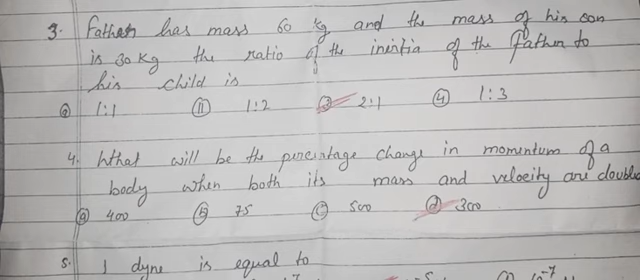 3. Father has mass 60 kg and the mass of his son
is 30 kg the ratio of the inertia of the father to
his child is
ⓐ 1:1 ⑪ 1:2 ③ 2:1 ④ 1:3
4. What will be the percentage change in momentum of a
body when both its mass and velocity are double
ⓐ 400 ⓑ 75 ⓒ 500 ⓓ 300
5. 1 dyne is equal to